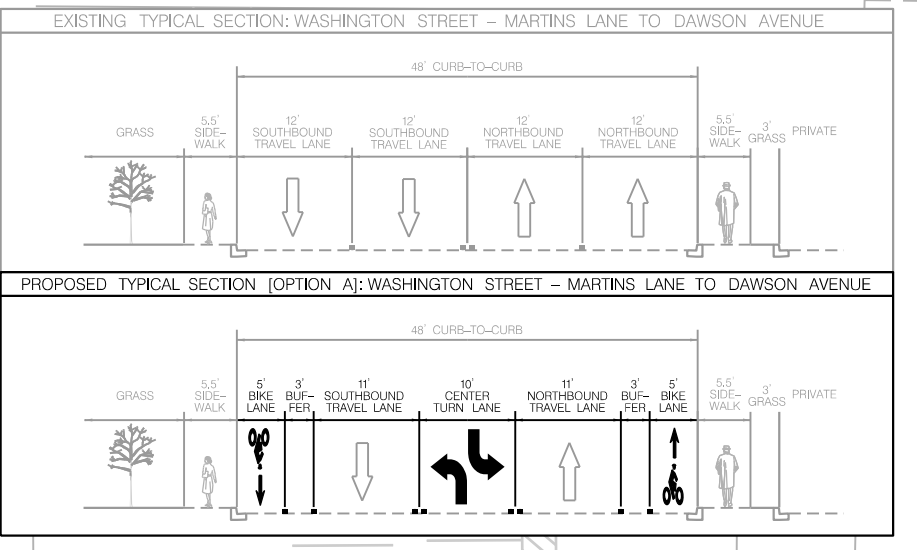 EXISTING TYPICAL SECTION: WASHINGTON STREET – MARTINS LANE TO DAWSON AVENUE
48' CURB–TO–CURB
GRASS
5.5'
SIDE–
WALK
12'
SOUTHBOUND
TRAVEL LANE
12'
SOUTHBOUND
TRAVEL LANE
12'
NORTHBOUND
TRAVEL LANE
12'
NORTHBOUND
TRAVEL LANE
5.5'
SIDE–
WALK
3'
GRASS
PRIVATE
PROPOSED TYPICAL SECTION [OPTION A]: WASHINGTON STREET – MARTINS LANE TO DAWSON AVENUE
48' CURB–TO–CURB
GRASS
5.5'
SIDE–
WALK
5'
BIKE
LANE
3'
BUF–
FER
11'
SOUTHBOUND
TRAVEL LANE
10'
CENTER
TURN LANE
11'
NORTHBOUND
TRAVEL LANE
3'
BUF–
FER
5'
BIKE
LANE
5.5'
SIDE–
WALK
3'
GRASS
PRIVATE